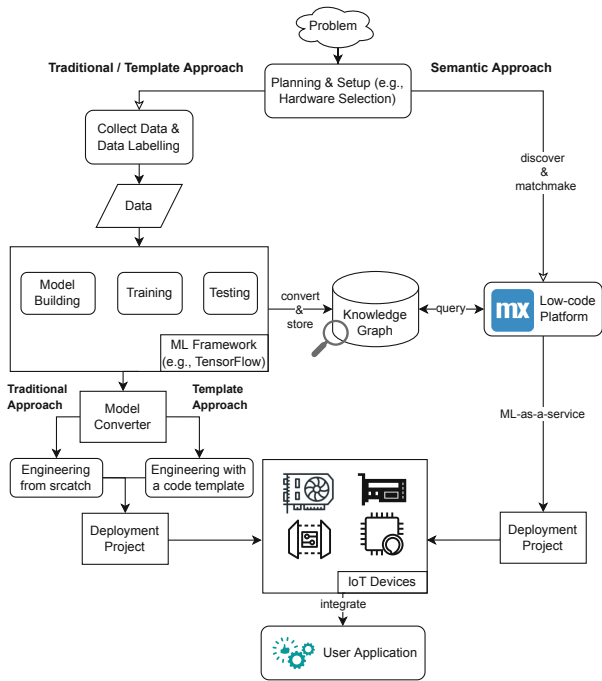 Problem
Traditional / Template Approach
Semantic Approach
Planning & Setup (e.g.,
Hardware Selection)
Collect Data &
Data Labelling
discover
&
matchmake
Data
Model
Building
Training
Testing
convert
&
store
Knowledge
Graph
query
mx
Low-code
Platform
ML Framework
(e.g., TensorFlow)
Traditional
Approach
Template
Approach
Model
Converter
ML-as-a-service
Engineering
from srcatch
Engineering with
a code template
Deployment
Project
Deployment
Project
IoT Devices
integrate
User Application